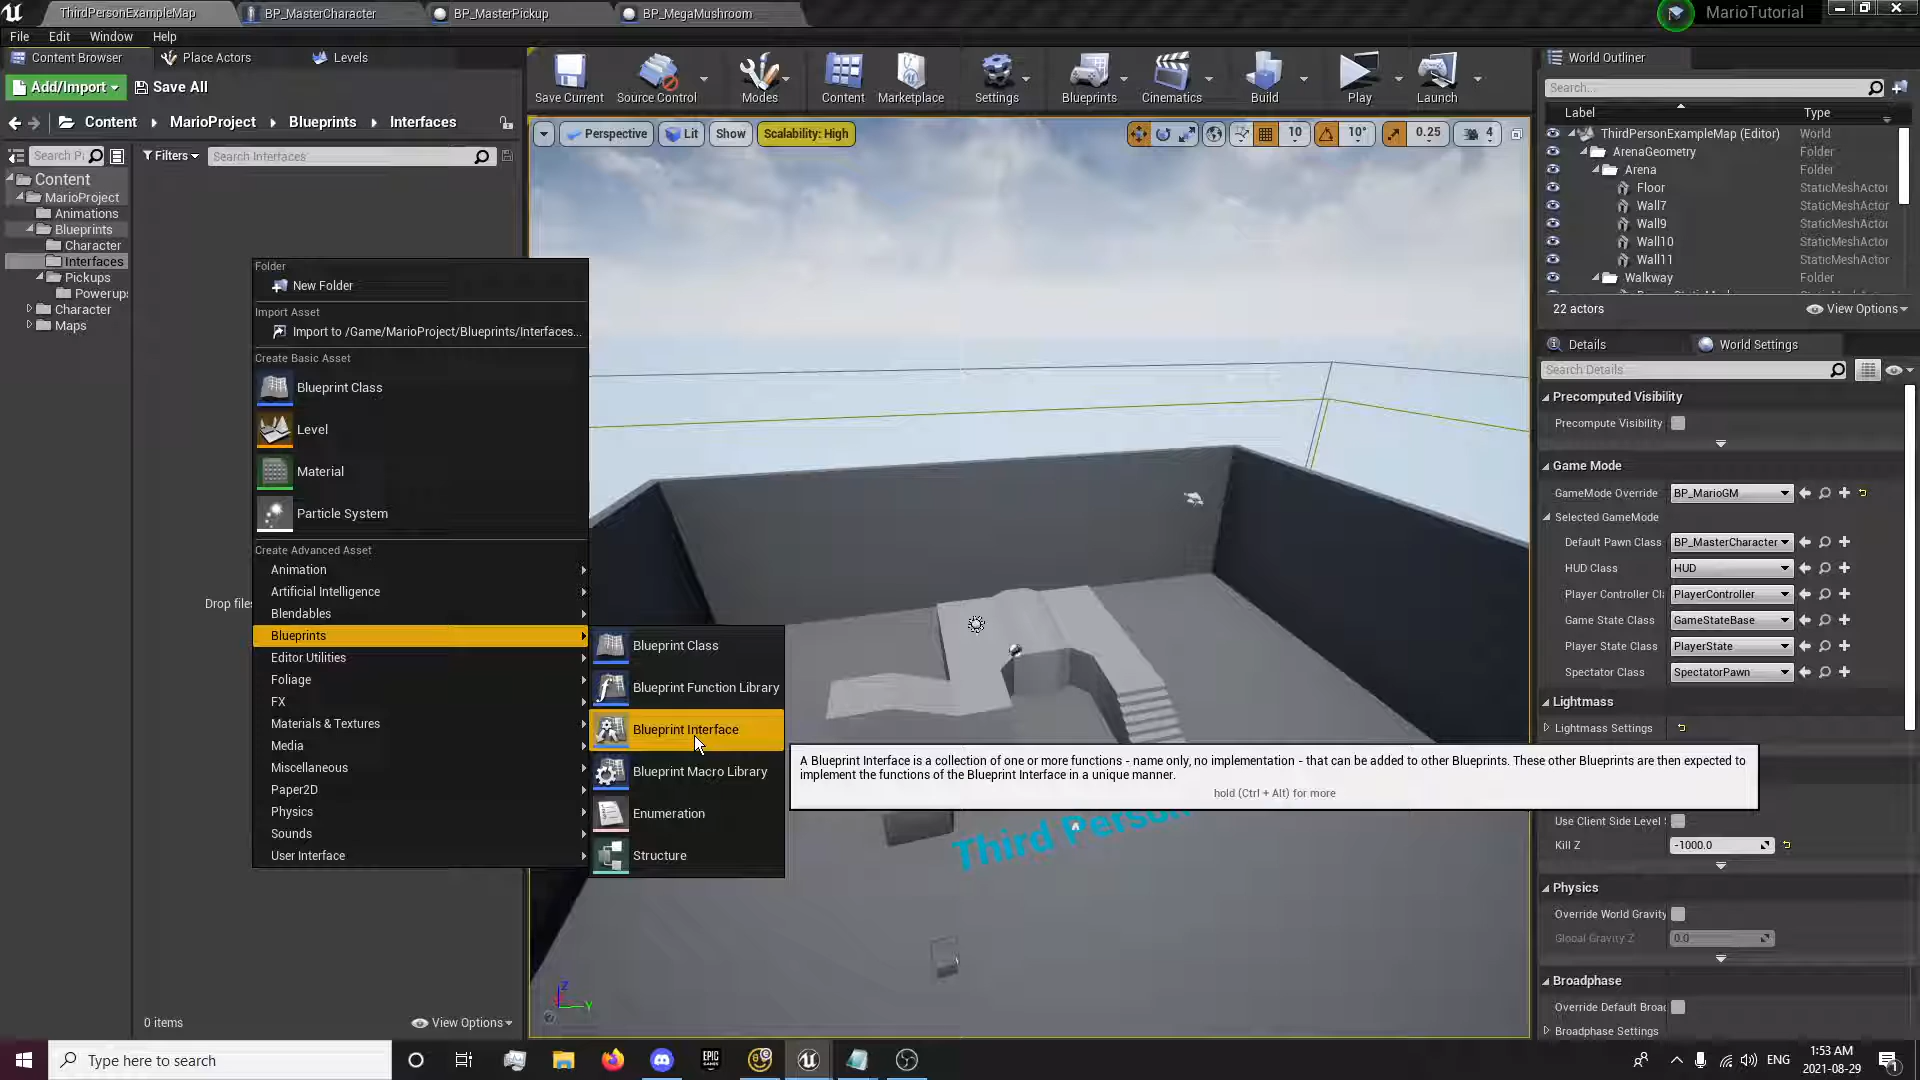 ThirdPersonExampleMap
BP_MasterCharacter
BP_MasterPickup
BP_MegaMushroom
MarioTutorial
File
Edit
Window
Help
Content Browser
Place Actors
Levels
World Outliner
Add/Import
Save All
Save Current
Source Control
Modes
Content
Marketplace
Settings
Blueprints
Cinematics
Build
Play
Launch
Search...
Label
Type
Content
MarioProject
Blueprints
Interfaces
Perspective
Lit
Show
Scalability: High
10
10°
0.25
4
Filters
Search Interfaces
Content
MarioProject
Animations
Blueprints
Character
Interfaces
Pickups
Powerup
Character
Maps
ThirdPersonExampleMap (Editor)
World
ArenaGeometry
Folder
Arena
Folder
Floor
StaticMeshActor
Wall7
StaticMeshActor
Wall9
StaticMeshActor
Wall10
StaticMeshActor
Wall11
StaticMeshActor
Walkway
Folder
22 actors
View Options
Details
World Settings
Search Details
Folder
New Folder
Import Asset
Import to /Game/MarioProject/Blueprints/Interfaces...
Create Basic Asset
Blueprint Class
Level
Material
Particle System
Create Advanced Asset
Animation
Artificial Intelligence
Blendables
Blueprints
Editor Utilities
Foliage
FX
Materials & Textures
Media
Miscellaneous
Paper2D
Physics
Sounds
User Interface
Drop files
Blueprint Class
Blueprint Function Library
Blueprint Interface
Blueprint Macro Library
Enumeration
Structure
A Blueprint Interface is a collection of one or more functions - name only, no implementation - that can be added to other Blueprints. These other Blueprints are then expected to
implement the functions of the Blueprint Interface in a unique manner.
hold (Ctrl + Alt) for more
Third Person
Z
Y
Precomputed Visibility
Precompute Visibility
Game Mode
GameMode Override
BP_MarioGM
Selected GameMode
Default Pawn Class
BP_MasterCharacter
HUD Class
HUD
Player Controller Cl
PlayerController
Game State Class
GameStateBase
Player State Class
PlayerState
Spectator Class
SpectatorPawn
Lightmass
Lightmass Settings
Use Client Side Level
Kill Z
-1000.0
Physics
Override World Gravity
Global Gravity Z
0.0
Broadphase
Override Default Broad
Broadphase Settings
0 items
View Options
Type here to search
EPIC
GAMES
ENG
1:53 AM
2021-08-29
1